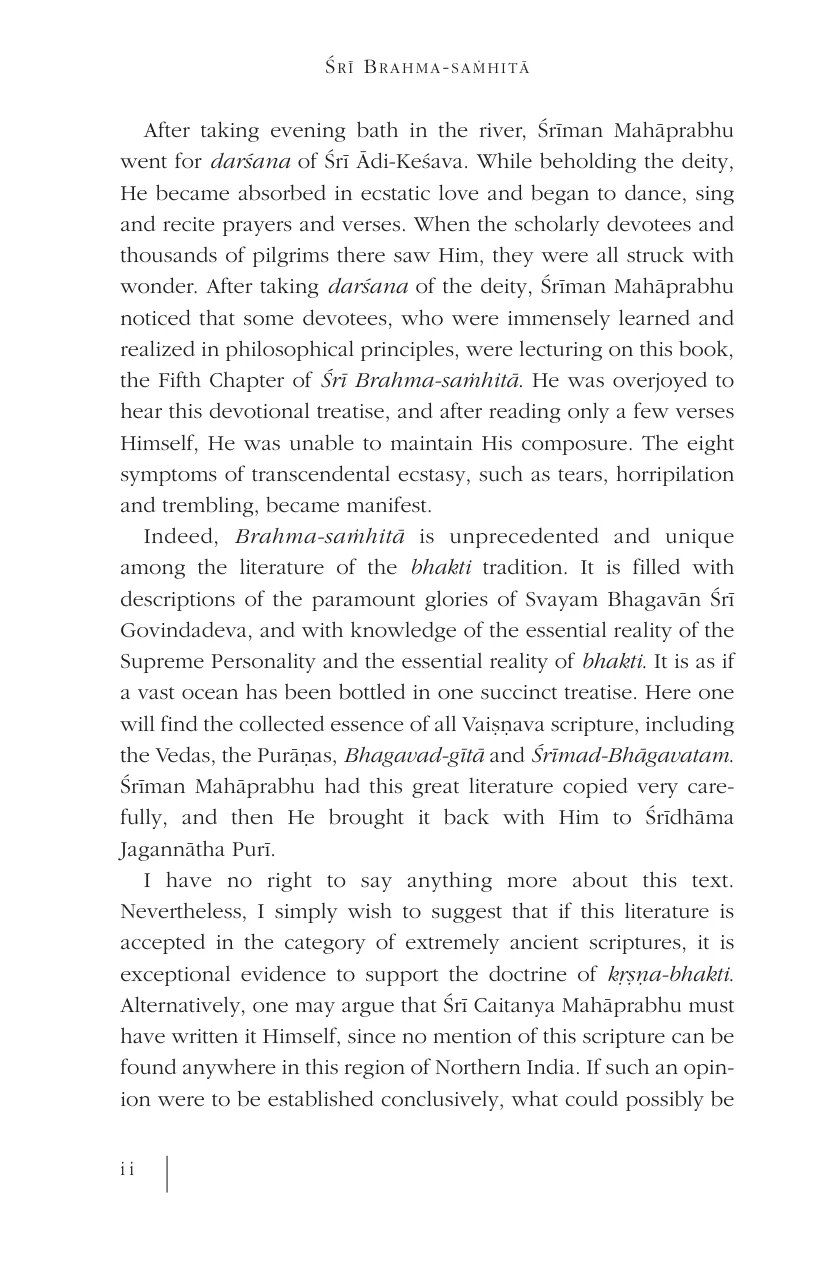 ŚRĪ BRAHMA-SAṀHITĀ
After taking evening bath in the river, Śrīman Mahāprabhu
went for darśana of Śrī Ādi-Keśava. While beholding the deity,
He became absorbed in ecstatic love and began to dance, sing
and recite prayers and verses. When the scholarly devotees and
thousands of pilgrims there saw Him, they were all struck with
wonder. After taking darśana of the deity, Śrīman Mahāprabhu
noticed that some devotees, who were immensely learned and
realized in philosophical principles, were lecturing on this book,
the Fifth Chapter of Śrī Brahma-saṁhitā. He was overjoyed to
hear this devotional treatise, and after reading only a few verses
Himself, He was unable to maintain His composure. The eight
symptoms of transcendental ecstasy, such as tears, horripilation
and trembling, became manifest.
Indeed, Brahma-saṁhitā is unprecedented and unique
among the literature of the bhakti tradition. It is filled with
descriptions of the paramount glories of Svayam Bhagavān Śrī
Govindadeva, and with knowledge of the essential reality of the
Supreme Personality and the essential reality of bhakti. It is as if
a vast ocean has been bottled in one succinct treatise. Here one
will find the collected essence of all Vaiṣṇava scripture, including
the Vedas, the Purāṇas, Bhagavad-gītā and Śrīmad-Bhāgavatam.
Śrīman Mahāprabhu had this great literature copied very care-
fully, and then He brought it back with Him to Śrīdhāma
Jagannātha Purī.
I have no right to say anything more about this text.
Nevertheless, I simply wish to suggest that if this literature is
accepted in the category of extremely ancient scriptures, it is
exceptional evidence to support the doctrine of kṛṣṇa-bhakti.
Alternatively, one may argue that Śrī Caitanya Mahāprabhu must
have written it Himself, since no mention of this scripture can be
found anywhere in this region of Northern India. If such an opin-
ion were to be established conclusively, what could possibly be
ii